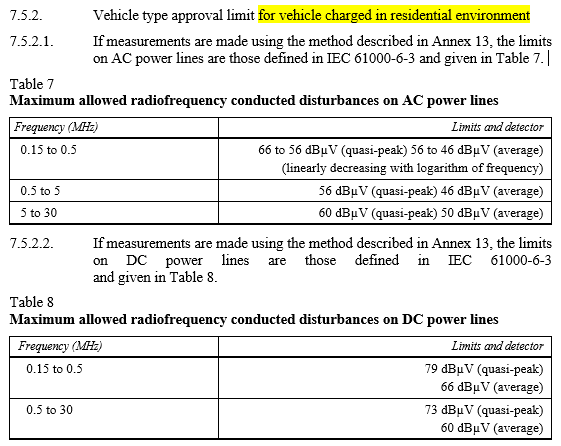 7.5.2. Vehicle type approval limit for vehicle charged in residential environment
7.5.2.1. If measurements are made using the method described in Annex 13, the limits
on AC power lines are those defined in IEC 61000-6-3 and given in Table 7.
Table 7
Maximum allowed radiofrequency conducted disturbances on AC power lines
Frequency (MHz) Limits and detector
0.15 to 0.5 66 to 56 dBµV (quasi-peak) 56 to 46 dBµV (average)
(linearly decreasing with logarithm of frequency)
0.5 to 5 56 dBµV (quasi-peak) 46 dBµV (average)
5 to 30 60 dBµV (quasi-peak) 50 dBµV (average)
7.5.2.2. If measurements are made using the method described in Annex 13, the limits
on DC power lines are those defined in IEC 61000-6-3
and given in Table 8.
Table 8
Maximum allowed radiofrequency conducted disturbances on DC power lines
Frequency (MHz) Limits and detector
0.15 to 0.5 79 dBµV (quasi-peak)
66 dBµV (average)
0.5 to 30 73 dBµV (quasi-peak)
60 dBµV (average)